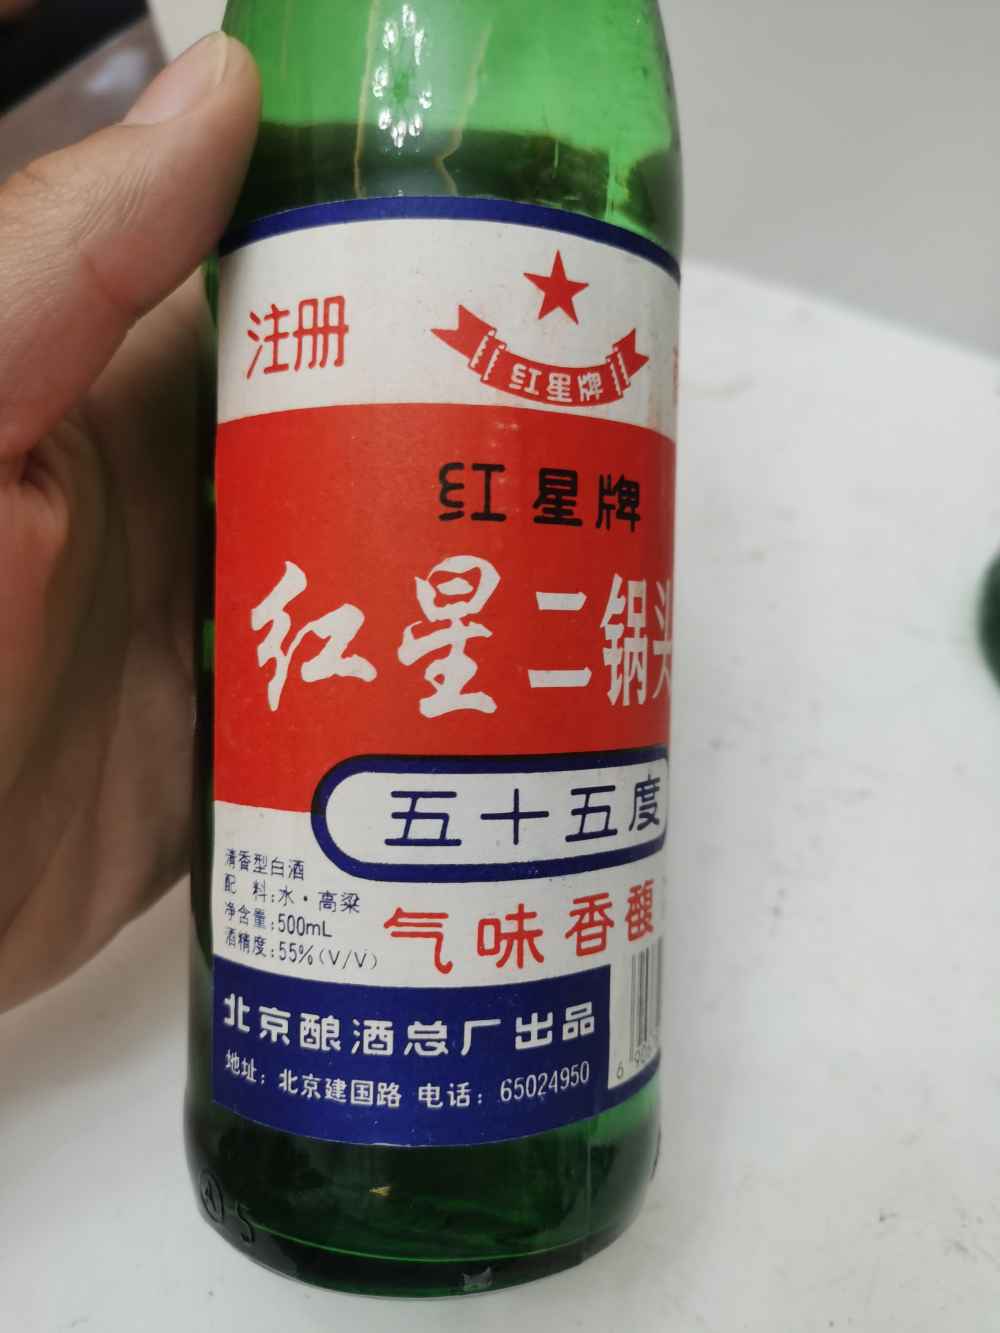 注册
红星牌
红星牌
红星二锅头
五十五度
清香型白酒
配 料:水·高粱
净含量:500mL
酒精度:55%(V/V)
气味香馥
北京酿酒总厂出品
地址: 北京建国路 电话: 65024950